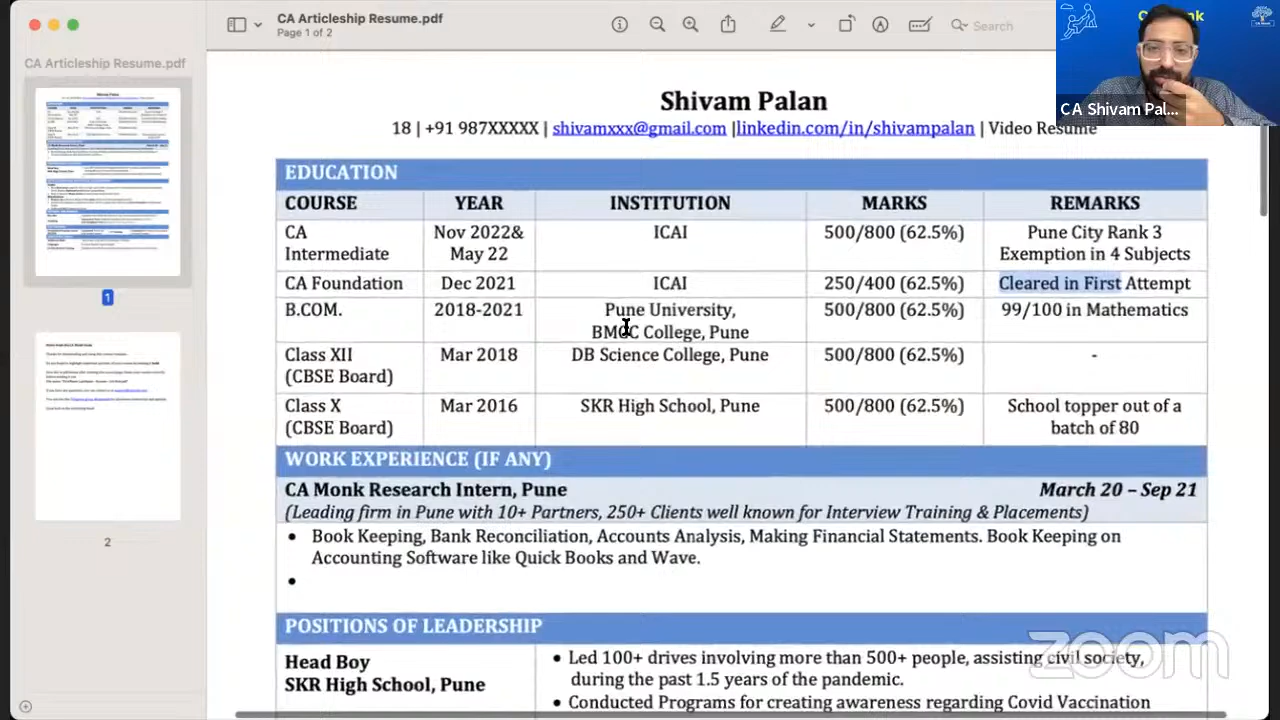 CA Articleship Resume.pdf
Page 1 of 2
Search
CA Shivam Pal...
CA Articleship Resume.pdf
1
2
Shivam Palan
18 | +91 982XXXXXX | shivamxxx@gmail.com |linkedin.com/in/shivampalan | Video Resume
EDUCATION
COURSE YEAR INSTITUTION MARKS REMARKS
CA Intermediate Nov 2022& May 22 ICAI 500/800 (62.5%) Pune City Rank 3 Exemption in 4 Subjects
CA Foundation Dec 2021 ICAI 250/400 (62.5%) Cleared in First Attempt
B.COM. 2018-2021 Pune University, BMCC College, Pune 500/800 (62.5%) 99/100 in Mathematics
Class XII (CBSE Board) Mar 2018 DB Science College, Pune 500/800 (62.5%) -
Class X (CBSE Board) Mar 2016 SKR High School, Pune 500/800 (62.5%) School topper out of a batch of 80
WORK EXPERIENCE (IF ANY)
CA Monk Research Intern, Pune March 20 – Sep 21
(Leading firm in Pune with 10+ Partners, 250+ Clients well known for Interview Training & Placements)
• Book Keeping, Bank Reconciliation, Accounts Analysis, Making Financial Statements. Book Keeping on
Accounting Software like Quick Books and Wave.
•
POSITIONS OF LEADERSHIP
Head Boy
SKR High School, Pune
• Led 100+ drives involving more than 500+ people, assisting civil society,
during the past 1.5 years of the pandemic.
• Conducted Programs for creating awareness regarding Covid Vaccination
zoom